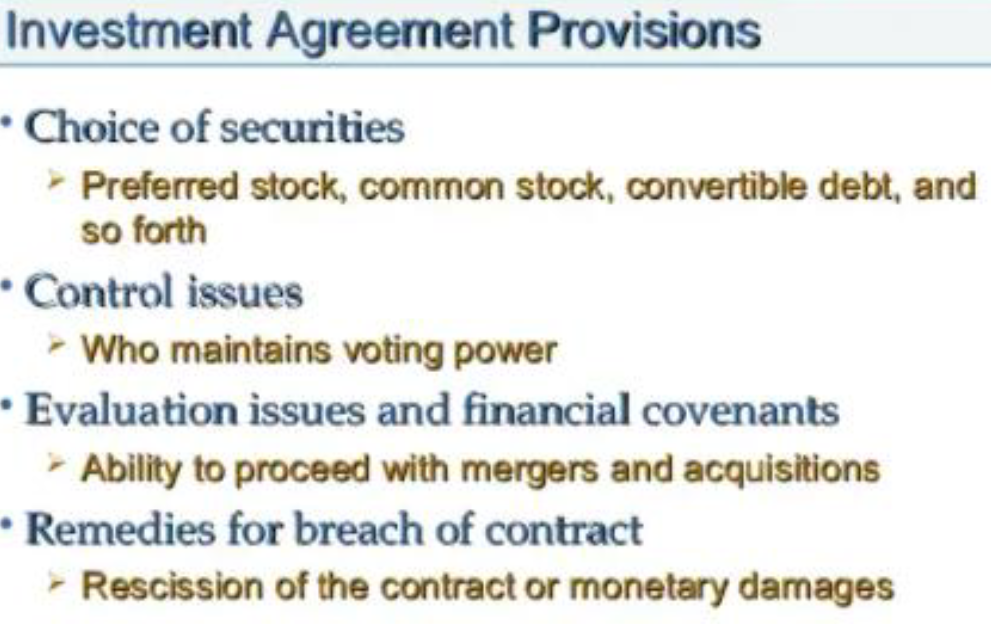 Investment Agreement Provisions
• Choice of securities
➢ Preferred stock, common stock, convertible debt, and
so forth
• Control issues
➢ Who maintains voting power
• Evaluation issues and financial covenants
➢ Ability to proceed with mergers and acquisitions
• Remedies for breach of contract
➢ Rescission of the contract or monetary damages